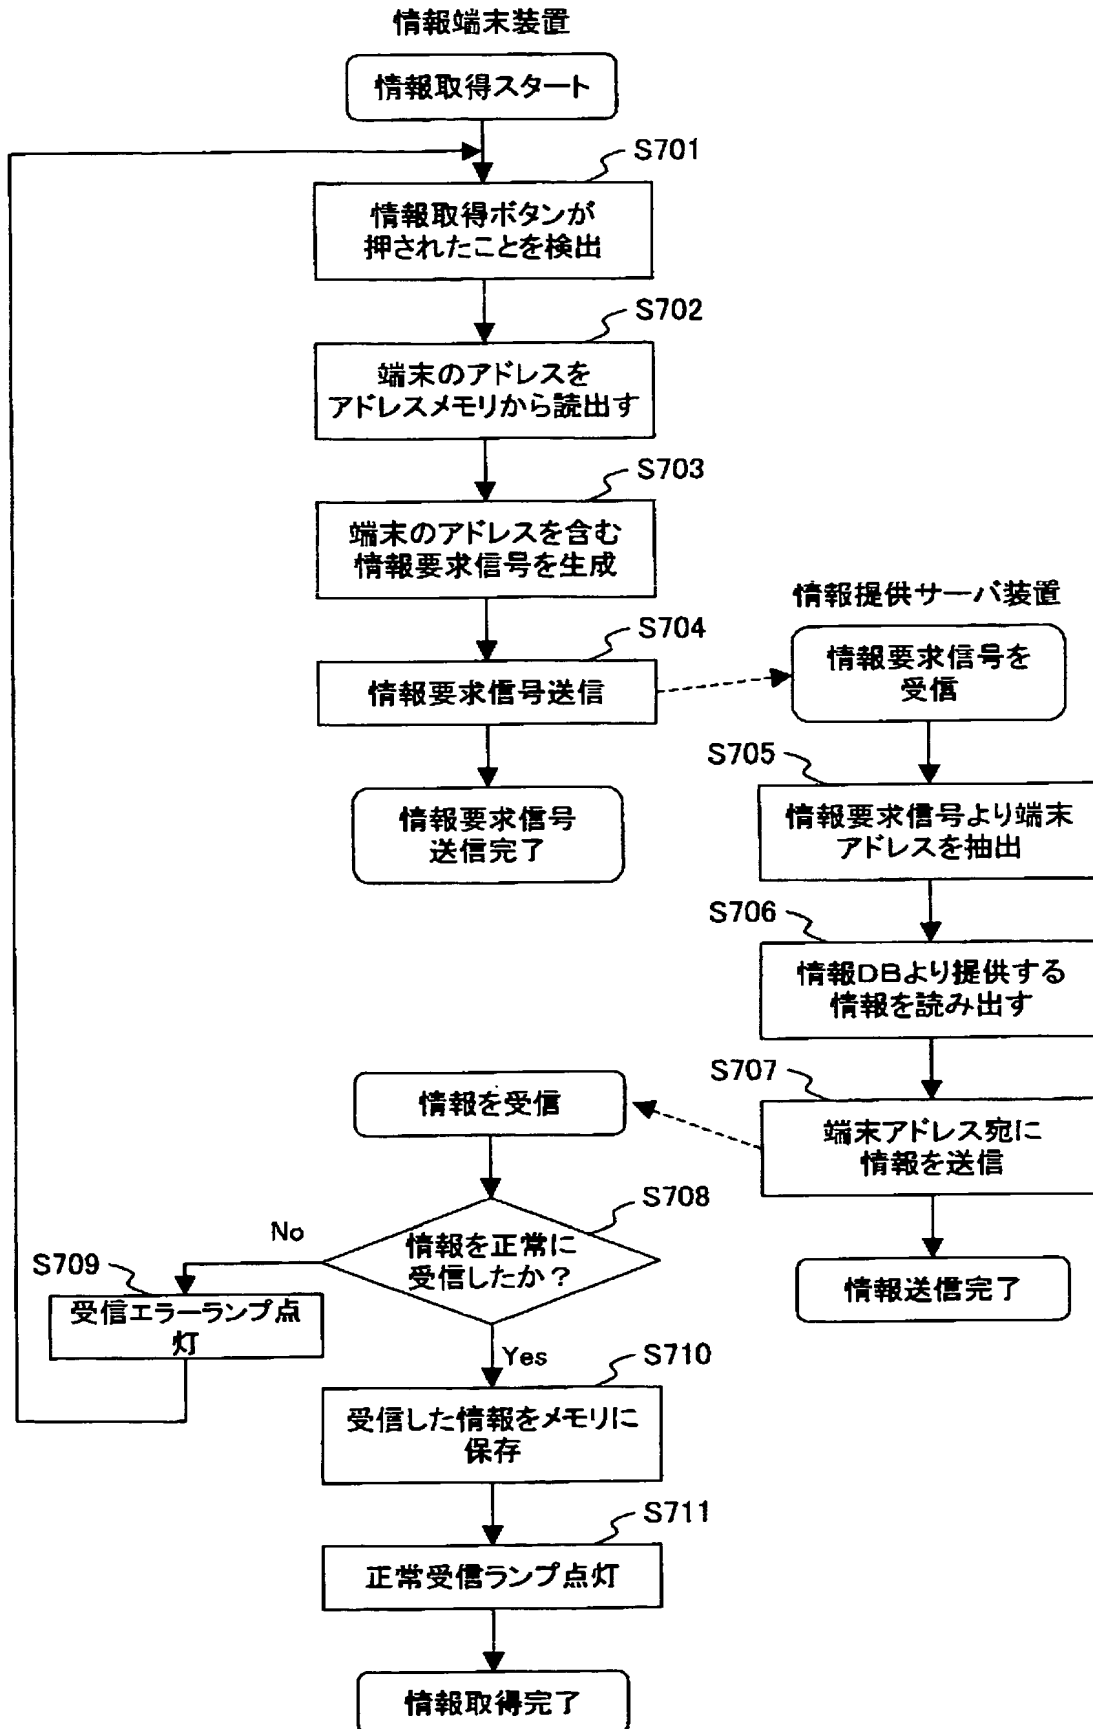 情報端末装置
情報取得スタート
S701
情報取得ボタンが
押されたことを検出
S702
端末のアドレスを
アドレスメモリから読出す
S703
端末のアドレスを含む
情報要求信号を生成
S704
情報要求信号送信
情報要求信号
送信完了
情報提供サーバ装置
情報要求信号を
受信
S705
情報要求信号より端末
アドレスを抽出
S706
情報DBより提供する
情報を読み出す
S707
端末アドレス宛に
情報を送信
情報送信完了
情報を受信
S708
情報を正常に
受信したか?
No
S709
受信エラーランプ点
灯
Yes
S710
受信した情報をメモリに
保存
S711
正常受信ランプ点灯
情報取得完了